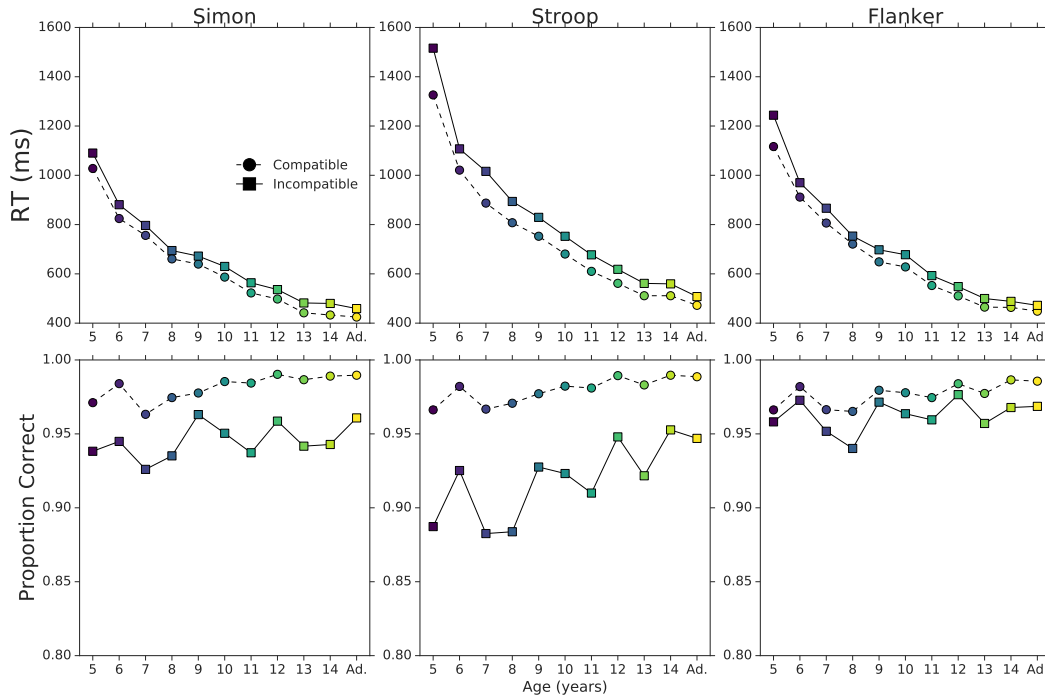 Simon Stroop Flanker
RT (ms)
1600 1600 1600
1400 1400 1400
1200 1200 1200
1000 1000 1000
800 800 800
600 600 600
400 400 400
Compatible
Incompatible
5 6 7 8 9 10 11 12 13 14 Ad. 5 6 7 8 9 10 11 12 13 14 Ad. 5 6 7 8 9 10 11 12 13 14 Ad.
Proportion Correct
1.00 1.00 1.00
0.95 0.95 0.95
0.90 0.90 0.90
0.85 0.85 0.85
0.80 0.80 0.80
5 6 7 8 9 10 11 12 13 14 Ad. 5 6 7 8 9 10 11 12 13 14 Ad. 5 6 7 8 9 10 11 12 13 14 Ad
Age (years)